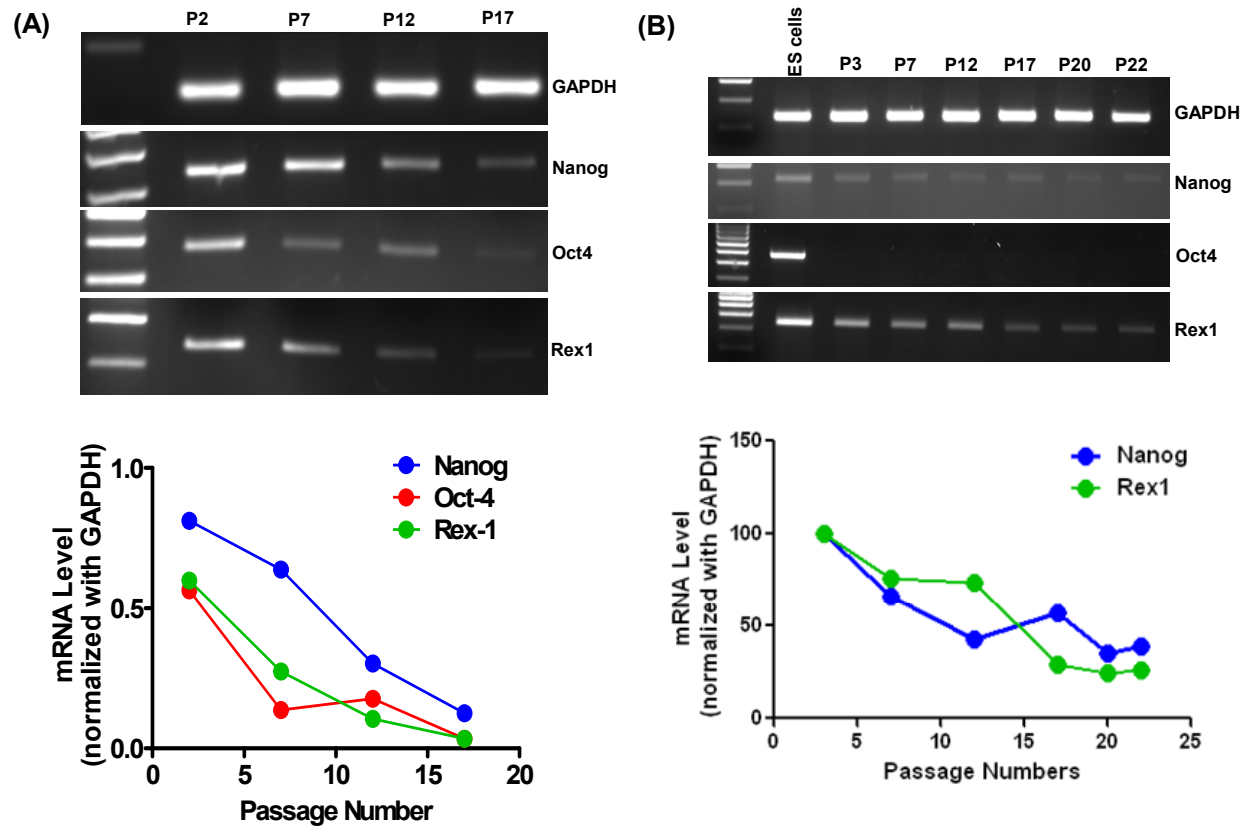 (A)
P2 P7 P12 P17
GAPDH
Nanog
Oct4
Rex1
1.0
0.5
0.0
mRNA Level
(normalized with GAPDH)
Nanog
Oct-4
Rex-1
0 5 10 15 20
Passage Number
(B)
ES cells P3 P7 P12 P17 P20 P22
GAPDH
Nanog
Oct4
Rex1
150
100
50
0
mRNA Level
(normalized with GAPDH)
Nanog
Rex1
0 5 10 15 20 25
Passage Numbers